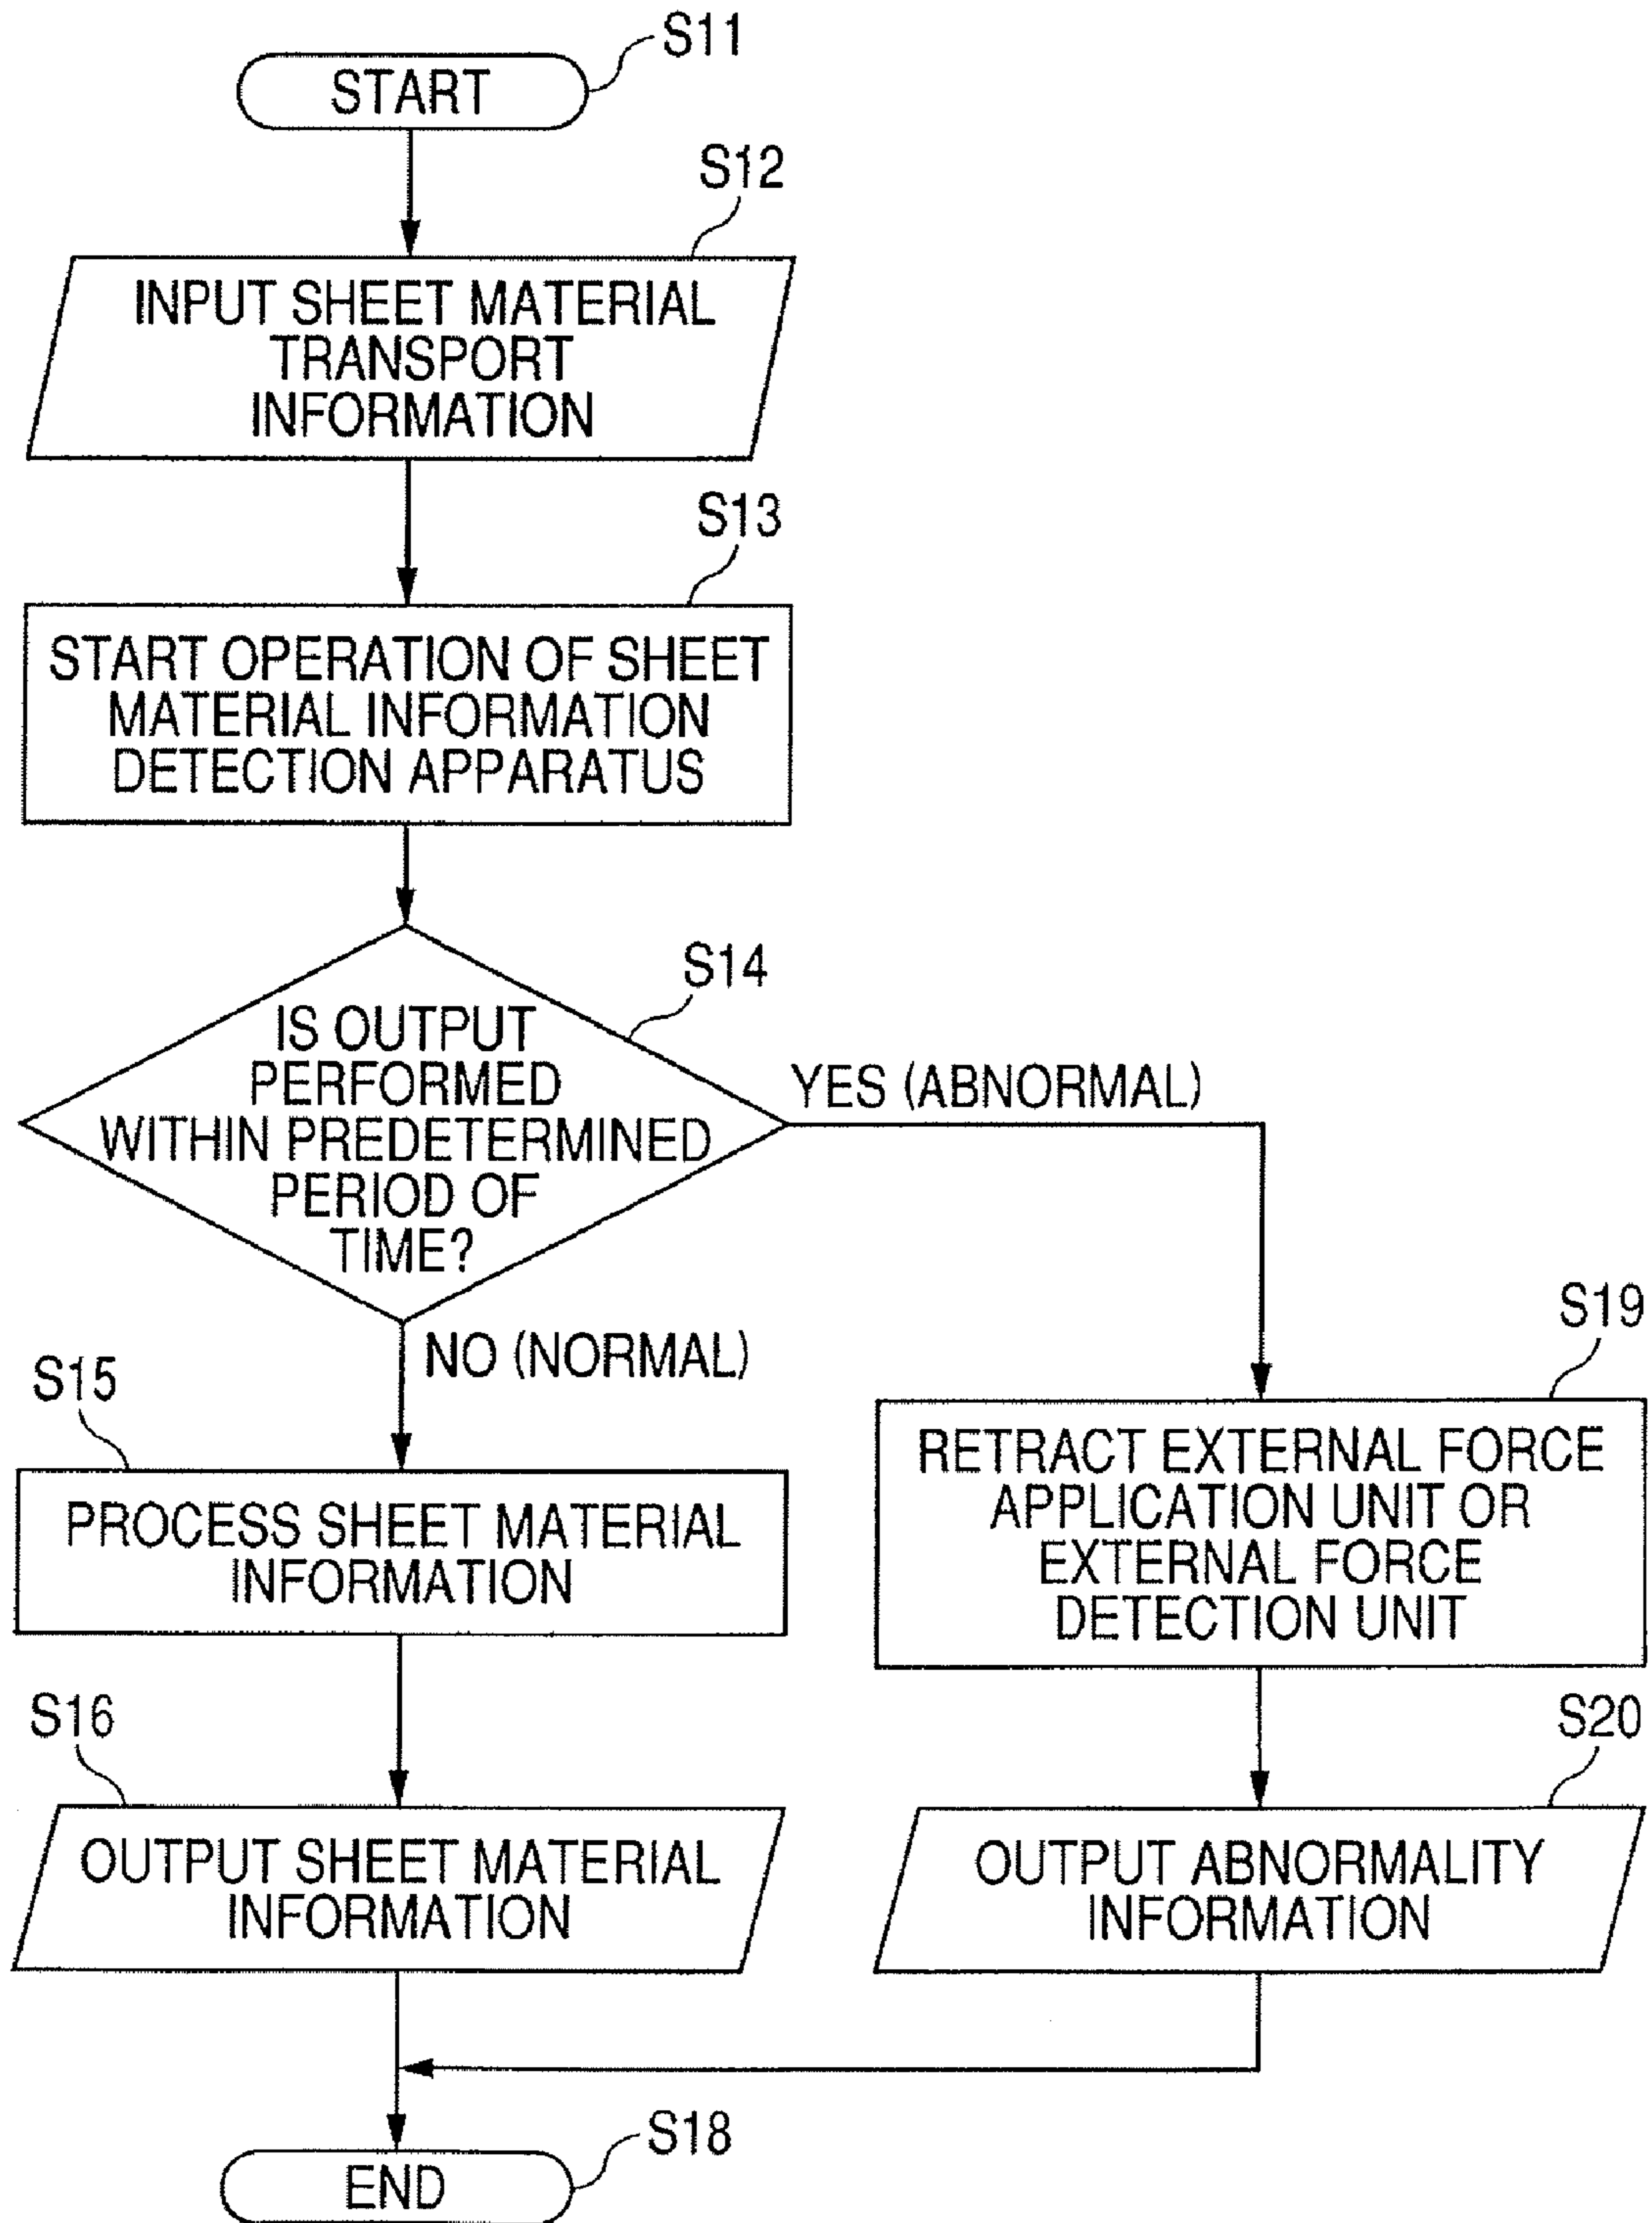 S11
START
S12
INPUT SHEET MATERIAL
TRANSPORT
INFORMATION
S13
START OPERATION OF SHEET
MATERIAL INFORMATION
DETECTION APPARATUS
S14
IS OUTPUT
PERFORMED
WITHIN PREDETERMINED
PERIOD OF
TIME?
YES (ABNORMAL)
NO (NORMAL)
S15
PROCESS SHEET MATERIAL
INFORMATION
S16
OUTPUT SHEET MATERIAL
INFORMATION
S19
RETRACT EXTERNAL FORCE
APPLICATION UNIT OR
EXTERNAL FORCE
DETECTION UNIT
S20
OUTPUT ABNORMALITY
INFORMATION
S18
END